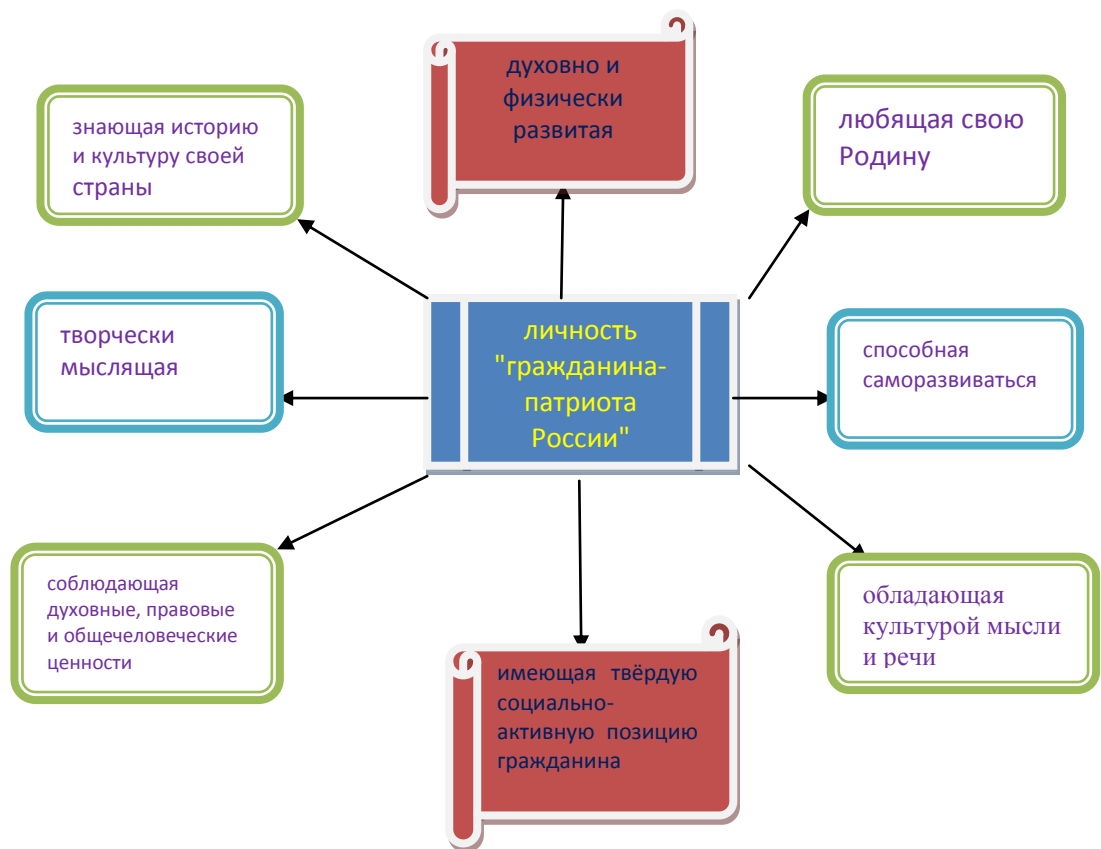 духовно и
физически
развитая
знающая историю
и культуру своей
страны
любящая свою
Родину
творчески
мыслящая
личность
"гражданина-
патриота
России"
способная
саморазвиваться
соблюдающая
духовные, правовые
и общечеловеческие
ценности
имеющая твёрдую
социально-
активную позицию
гражданина
обладающая
культурой мысли
и речи